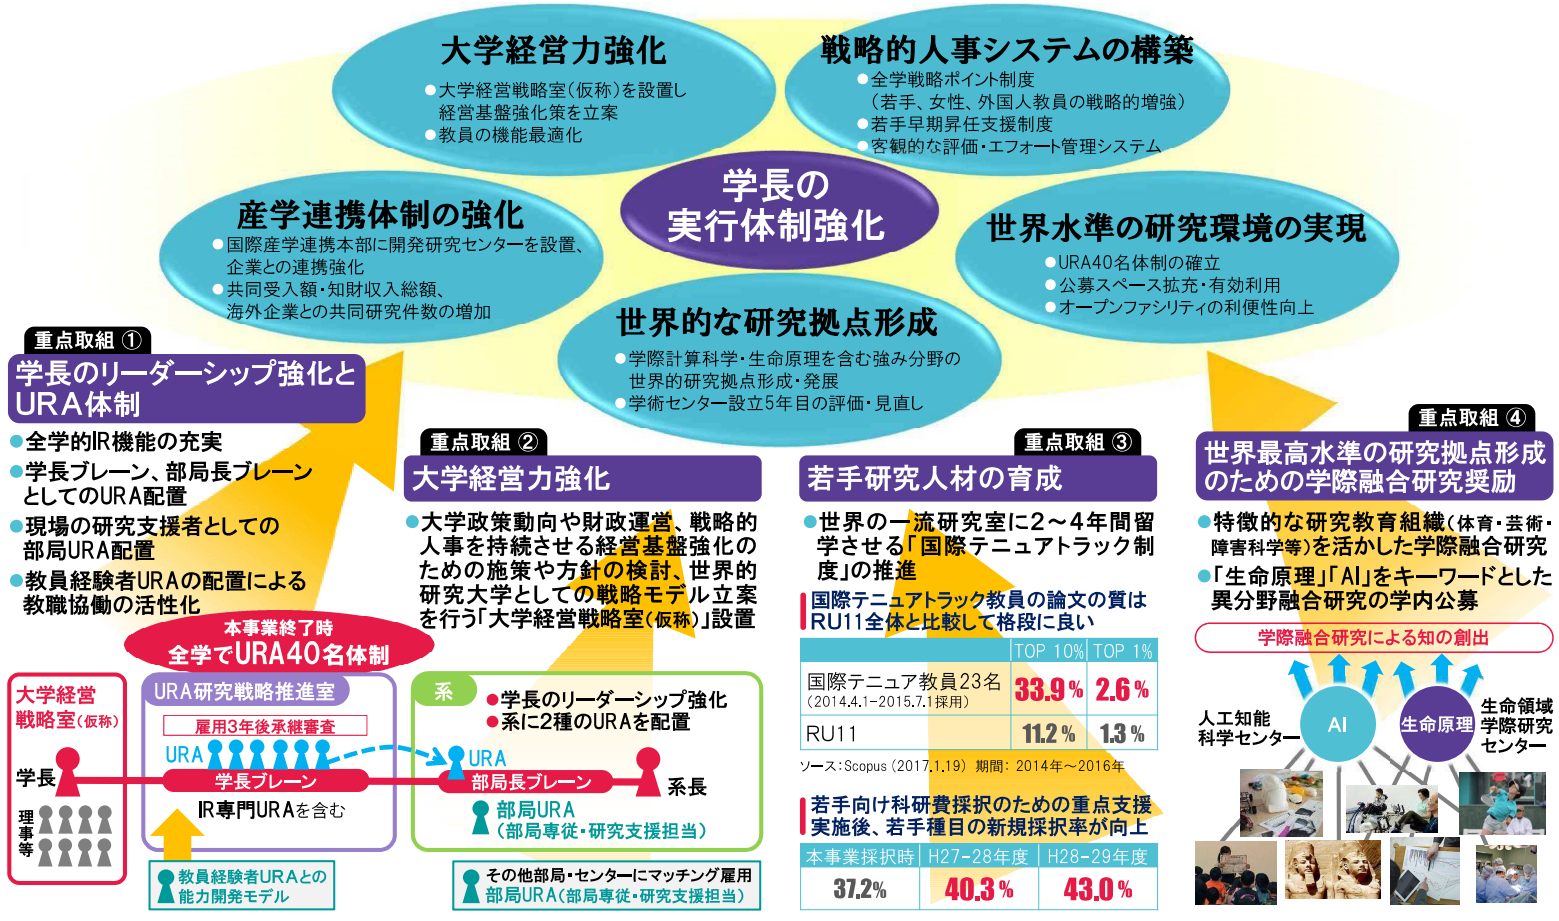 大学経営力強化
●大学経営戦略室(仮称)を設置し
経営基盤強化策を立案
●教員の機能最適化
戦略的人事システムの構築
●全学戦略ポイント制度
(若手、女性、外国人教員の戦略的増強)
●若手早期昇任支援制度
●客観的な評価・エフォート管理システム
学長の
実行体制強化
産学連携体制の強化
●国際産学連携本部に開発研究センターを設置、
企業との連携強化
●共同受入額・知財収入総額、
海外企業との共同研究件数の増加
世界水準の研究環境の実現
●URA40名体制の確立
●公募スペース拡充・有効利用
●オープンファシリティの利便性向上
世界的な研究拠点形成
●学際計算科学・生命原理を含む強み分野の
世界的研究拠点形成・発展
●学術センター設立5年目の評価・見直し
重点取組 ①
学長のリーダーシップ強化と
URA体制
●全学的IR機能の充実
●学長ブレーン、部局長ブレーン
としてのURA配置
●現場の研究支援者としての
部局URA配置
●教員経験者URAの配置による
教職協働の活性化
重点取組 ②
大学経営力強化
●大学政策動向や財政運営、戦略的
人事を持続させる経営基盤強化の
ための施策や方針の検討、世界的
研究大学としての戦略モデル立案
を行う「大学経営戦略室(仮称)」設置
本事業終了時
全学でURA40名体制
大学経営
戦略室(仮称)
学長
理事等
URA研究戦略推進室
雇用3年後承継審査
URA
学長ブレーン
IR専門URAを含む
教員経験者URAとの
能力開発モデル
系
●学長のリーダーシップ強化
●系に2種のURAを配置
URA
部局長ブレーン
系長
部局URA
(部局専従・研究支援担当)
その他部局・センターにマッチング雇用
部局URA(部局専従・研究支援担当)
重点取組 ③
若手研究人材の育成
●世界の一流研究室に2～4年間留
学させる「国際テニュアトラック制
度」の推進
国際テニュアトラック教員の論文の質は
RU11全体と比較して格段に良い
TOP 10% TOP 1%
国際テニュア教員23名 33.9% 2.6%
(2014.4.1-2015.7.1採用)
RU11 11.2% 1.3%
ソース:Scopus (2017.1.19) 期間: 2014年～2016年
若手向け科研費採択のための重点支援
実施後、若手種目の新規採択率が向上
本事業採択時 H27-28年度 H28-29年度
37.2% 40.3% 43.0%
重点取組 ④
世界最高水準の研究拠点形成
のための学際融合研究奨励
●特徴的な研究教育組織(体育・芸術・
障害科学等)を活かした学際融合研究
●「生命原理」「AI」をキーワードとした
異分野融合研究の学内公募
学際融合研究による知の創出
人工知能
科学センター
AI
生命原理
生命領域
学際研究
センター